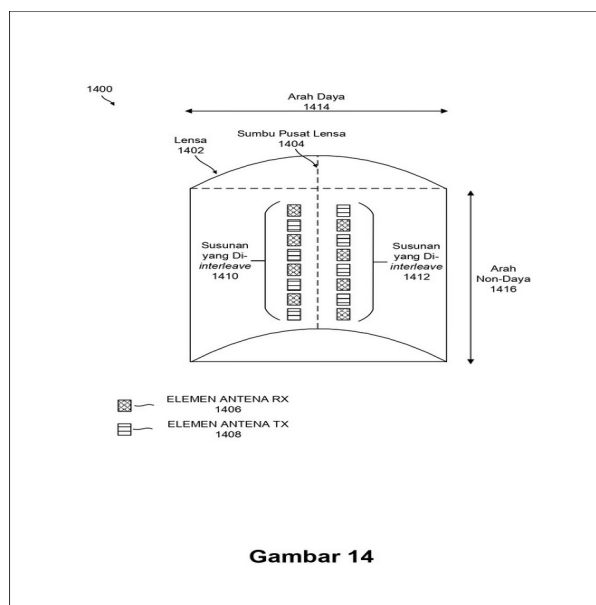 1400
Arah Daya
1414
Sumbu Pusat Lensa
1404
Lensa
1402
Susunan
yang Di-
interleave
1410
Susunan
yang Di-
interleave
1412
Arah
Non-Daya
1416
ELEMEN ANTENA RX
1406
ELEMEN ANTENA TX
1408
Gambar 14